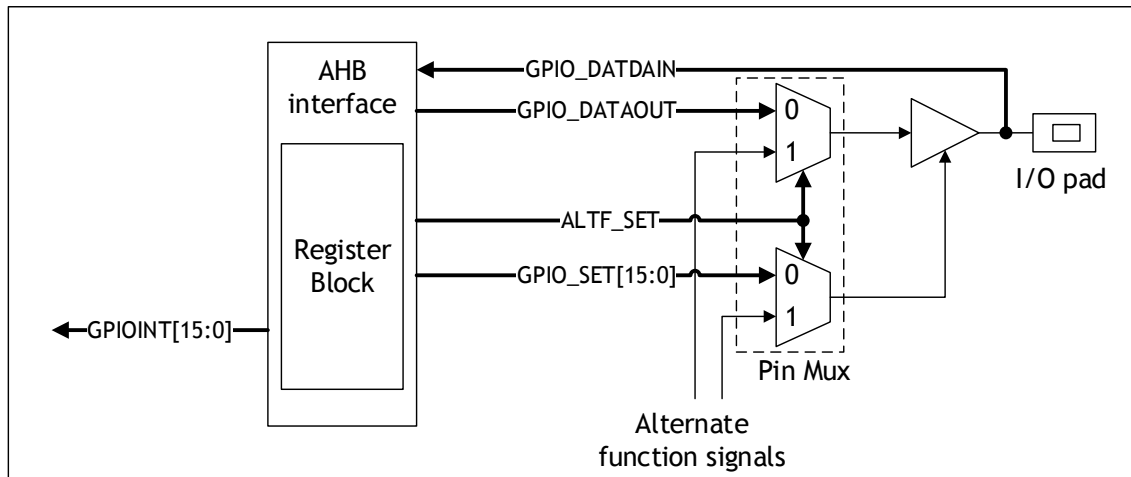 AHB
interface
GPIO_DATDAIN
GPIO_DATAOUT
0
1
I/O pad
ALTF_SET
Register
Block
GPIO_SET[15:0]
0
1
GPIOINT[15:0]
Pin Mux
Alternate
function signals